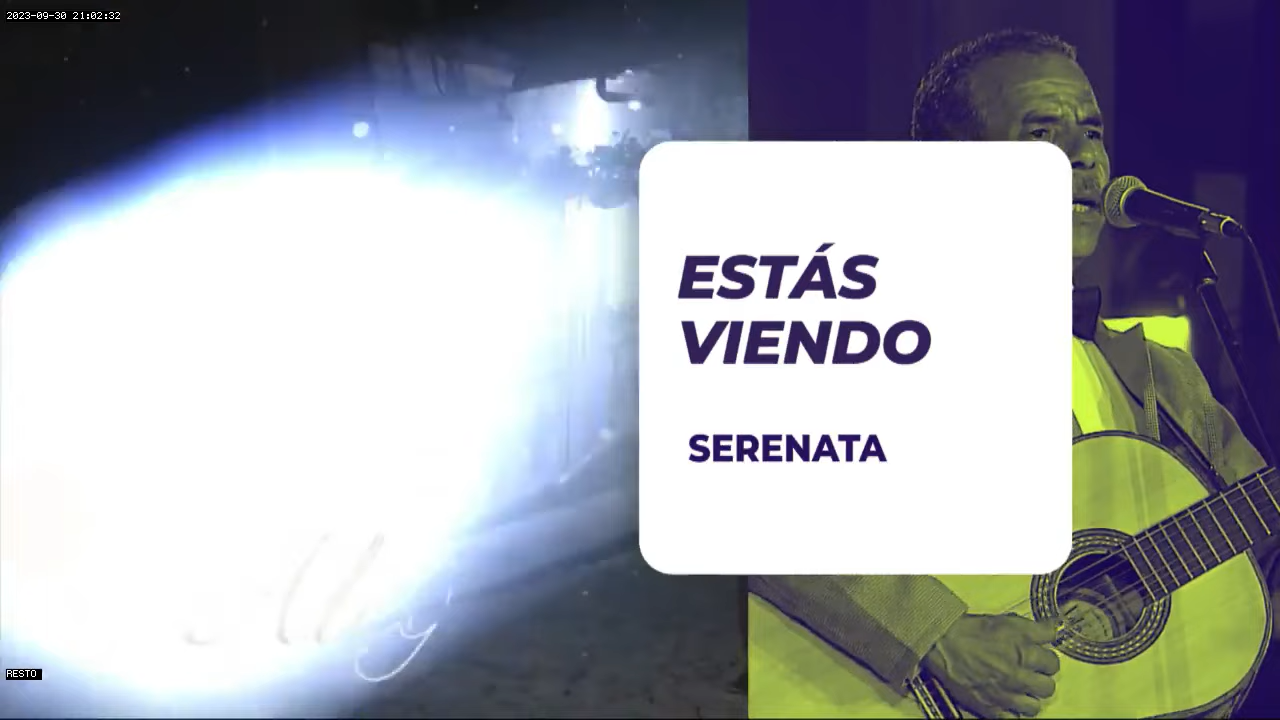 2023-09-30 21:02:32
ESTÁS
VIENDO
SERENATA
RESTO